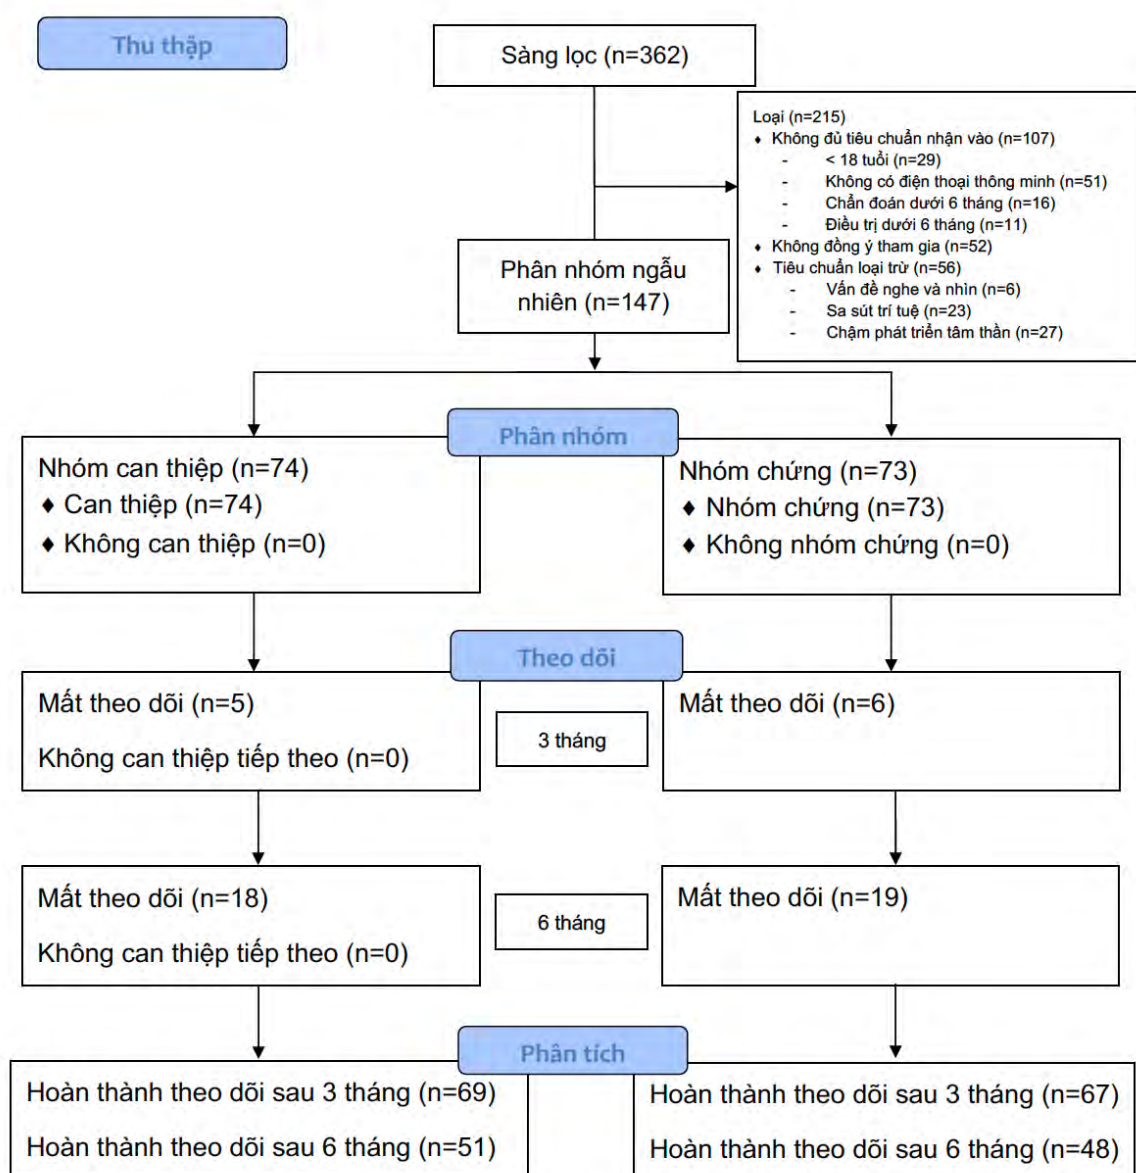 Thu thập
Sàng lọc (n=362)
Loại (n=215)
♦ Không đủ tiêu chuẩn nhận vào (n=107)
- < 18 tuổi (n=29)
- Không có điện thoại thông minh (n=51)
- Chẩn đoán dưới 6 tháng (n=16)
- Điều trị dưới 6 tháng (n=11)
♦ Không đồng ý tham gia (n=52)
♦ Tiêu chuẩn loại trừ (n=56)
- Vấn đề nghe và nhìn (n=6)
- Sa sút trí tuệ (n=23)
- Chậm phát triển tâm thần (n=27)
Phân nhóm ngẫu
nhiên (n=147)
Phân nhóm
Nhóm can thiệp (n=74)
♦ Can thiệp (n=74)
♦ Không can thiệp (n=0)
Nhóm chứng (n=73)
♦ Nhóm chứng (n=73)
♦ Không nhóm chứng (n=0)
Theo dõi
Mất theo dõi (n=5)
Không can thiệp tiếp theo (n=0)
3 tháng
Mất theo dõi (n=6)
Mất theo dõi (n=18)
Không can thiệp tiếp theo (n=0)
6 tháng
Mất theo dõi (n=19)
Phân tích
Hoàn thành theo dõi sau 3 tháng (n=69)
Hoàn thành theo dõi sau 6 tháng (n=51)
Hoàn thành theo dõi sau 3 tháng (n=67)
Hoàn thành theo dõi sau 6 tháng (n=48)